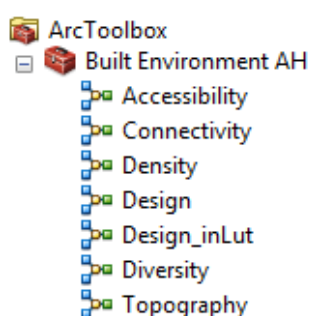 ArcToolbox
Built Environment AH
Accessibility
Connectivity
Density
Design
Design_inLut
Diversity
Topography